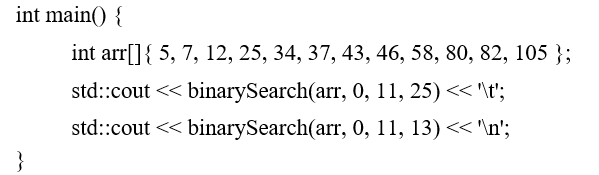 int main() {
int arr[]{ 5, 7, 12, 25, 34, 37, 43, 46, 58, 80, 82, 105 };
std::cout << binarySearch(arr, 0, 11, 25) << '\t';
std::cout << binarySearch(arr, 0, 11, 13) << '\n';
}